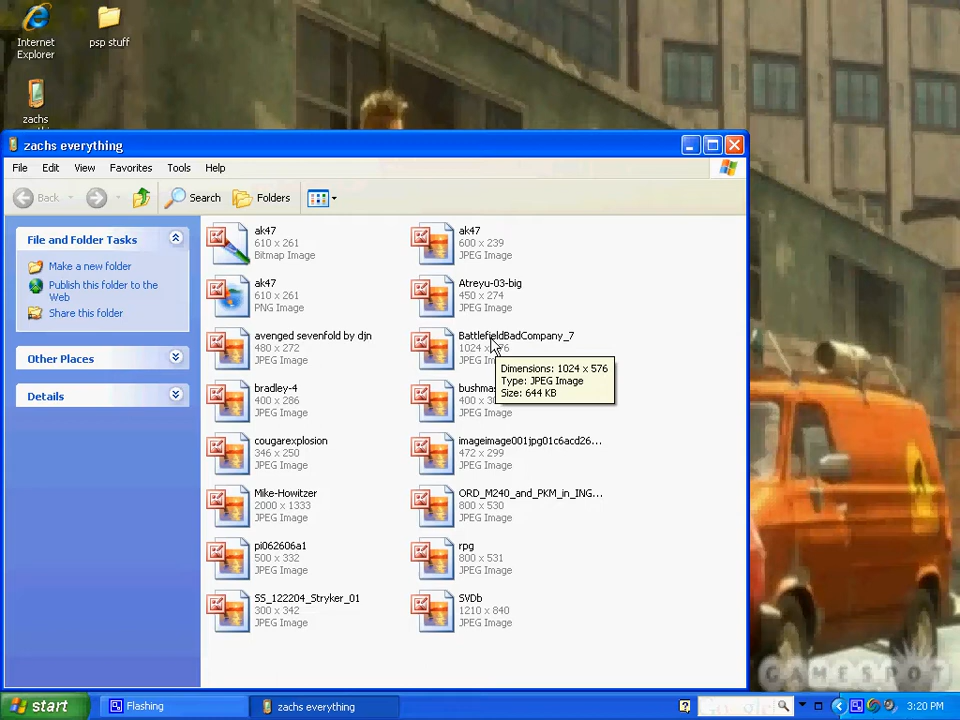 Internet
Explorer
psp stuff
zachs
zachs everything
File Edit View Favorites Tools Help
Back Search Folders
File and Folder Tasks
Make a new folder
Publish this folder to the
Web
Share this folder
Other Places
Details
ak47
610 x 261
Bitmap Image
ak47
600 x 239
JPEG Image
ak47
610 x 261
PNG Image
Atreyu-03-big
450 x 274
JPEG Image
avenged sevenfold by djn
480 x 272
JPEG Image
BattlefieldBadCompany_7
JPEG Im
Dimensions: 1024 x 576
Type: JPEG Image
Size: 644 KB
bradley-4
400 x 286
JPEG Image
bushmas
JPEG Image
cougarexplosion
346 x 250
JPEG Image
imageimage001jpg01c6acd26...
472 x 299
JPEG Image
Mike-Howitzer
2000 x 1333
JPEG Image
ORD_M240_and_PKM_in_ING...
800 x 530
JPEG Image
pi062606a1
500 x 332
JPEG Image
rpg
800 x 531
JPEG Image
SS_122204_Stryker_01
300 x 342
JPEG Image
SVDb
1210 x 840
JPEG Image
GAMESPOT
start
Flashing
zachs everything
3:20 PM